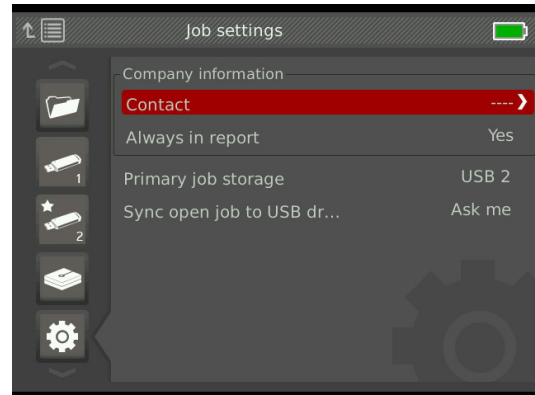 Job settings
Company information
Contact ---- ❯
Always in report Yes
1
Primary job storage USB 2
Sync open job to USB dr... Ask me
2